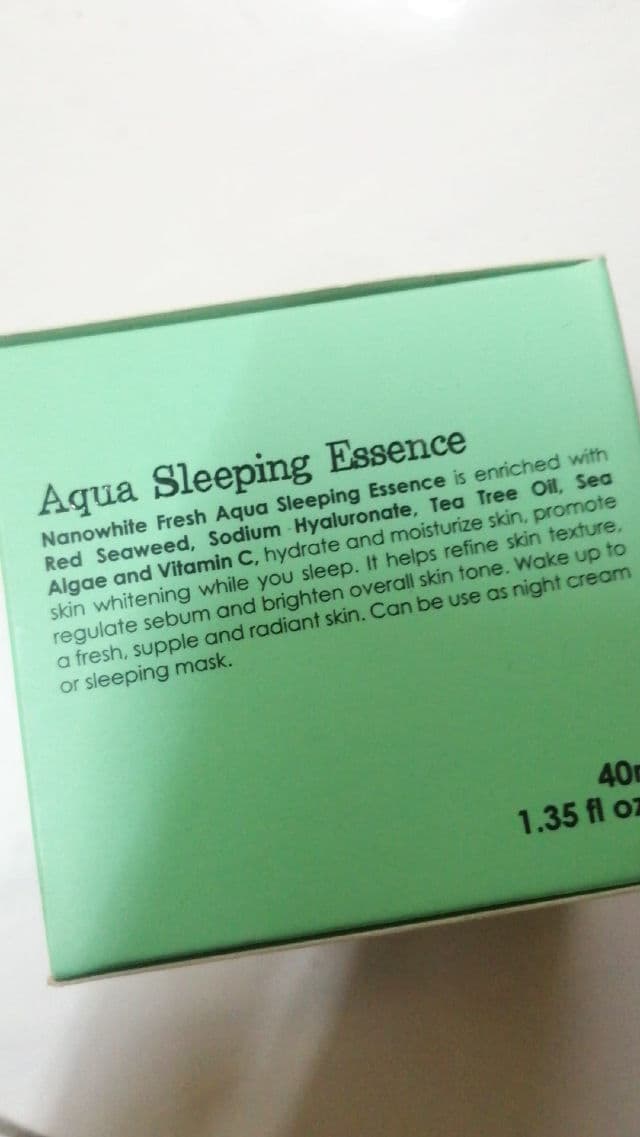 Aqua Sleeping Essence
Nanowhite Fresh Aqua Sleeping Essence is enriched with
Red Seaweed, Sodium Hyaluronate, Tea Tree Oil, Sea
Algae and Vitamin C, hydrate and moisturize skin, promote
skin whitening while you sleep. It helps refine skin texture,
regulate sebum and brighten overall skin tone. Wake up to
a fresh, supple and radiant skin. Can be use as night cream
or sleeping mask.
40
1.35 fl oz